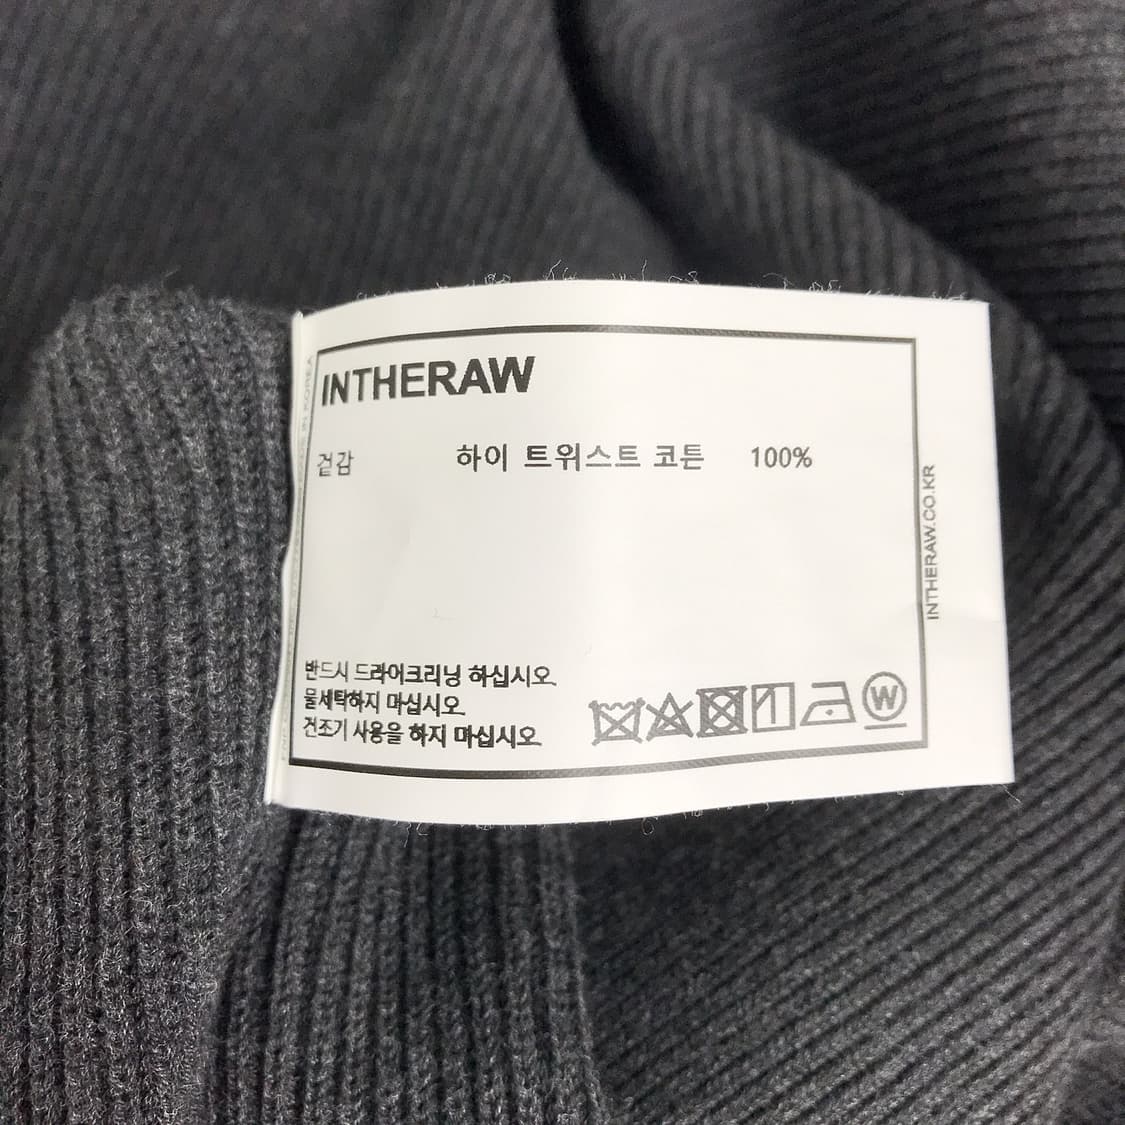 INTHERAW
겉감 하이 트위스트 코튼 100%
반드시 드라이크리닝 하십시오.
물세탁하지 마십시오.
건조기 사용을 하지 마십시오.
W
INTHERAW.CO.KR